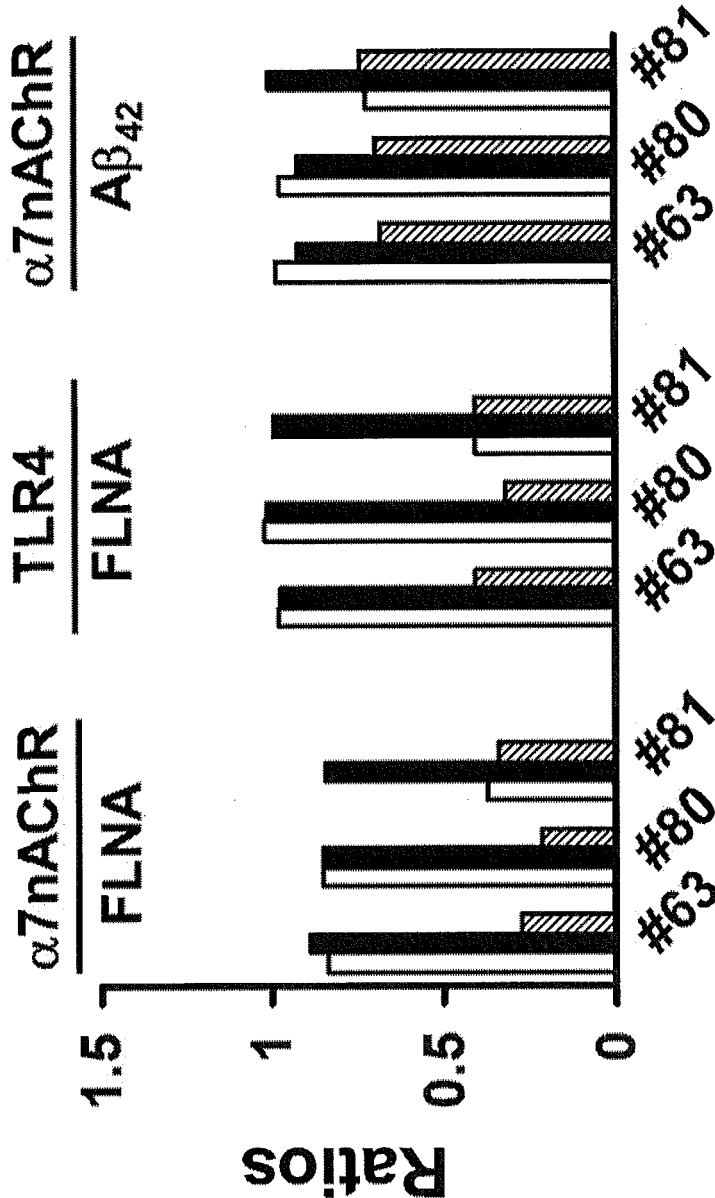 α7nAChR
FLNA
TLR4
FLNA
α7nAChR
Aβ42
Ratios
1.5
1
0.5
0
#63 #80 #81 #63 #80 #81 #63 #80 #81